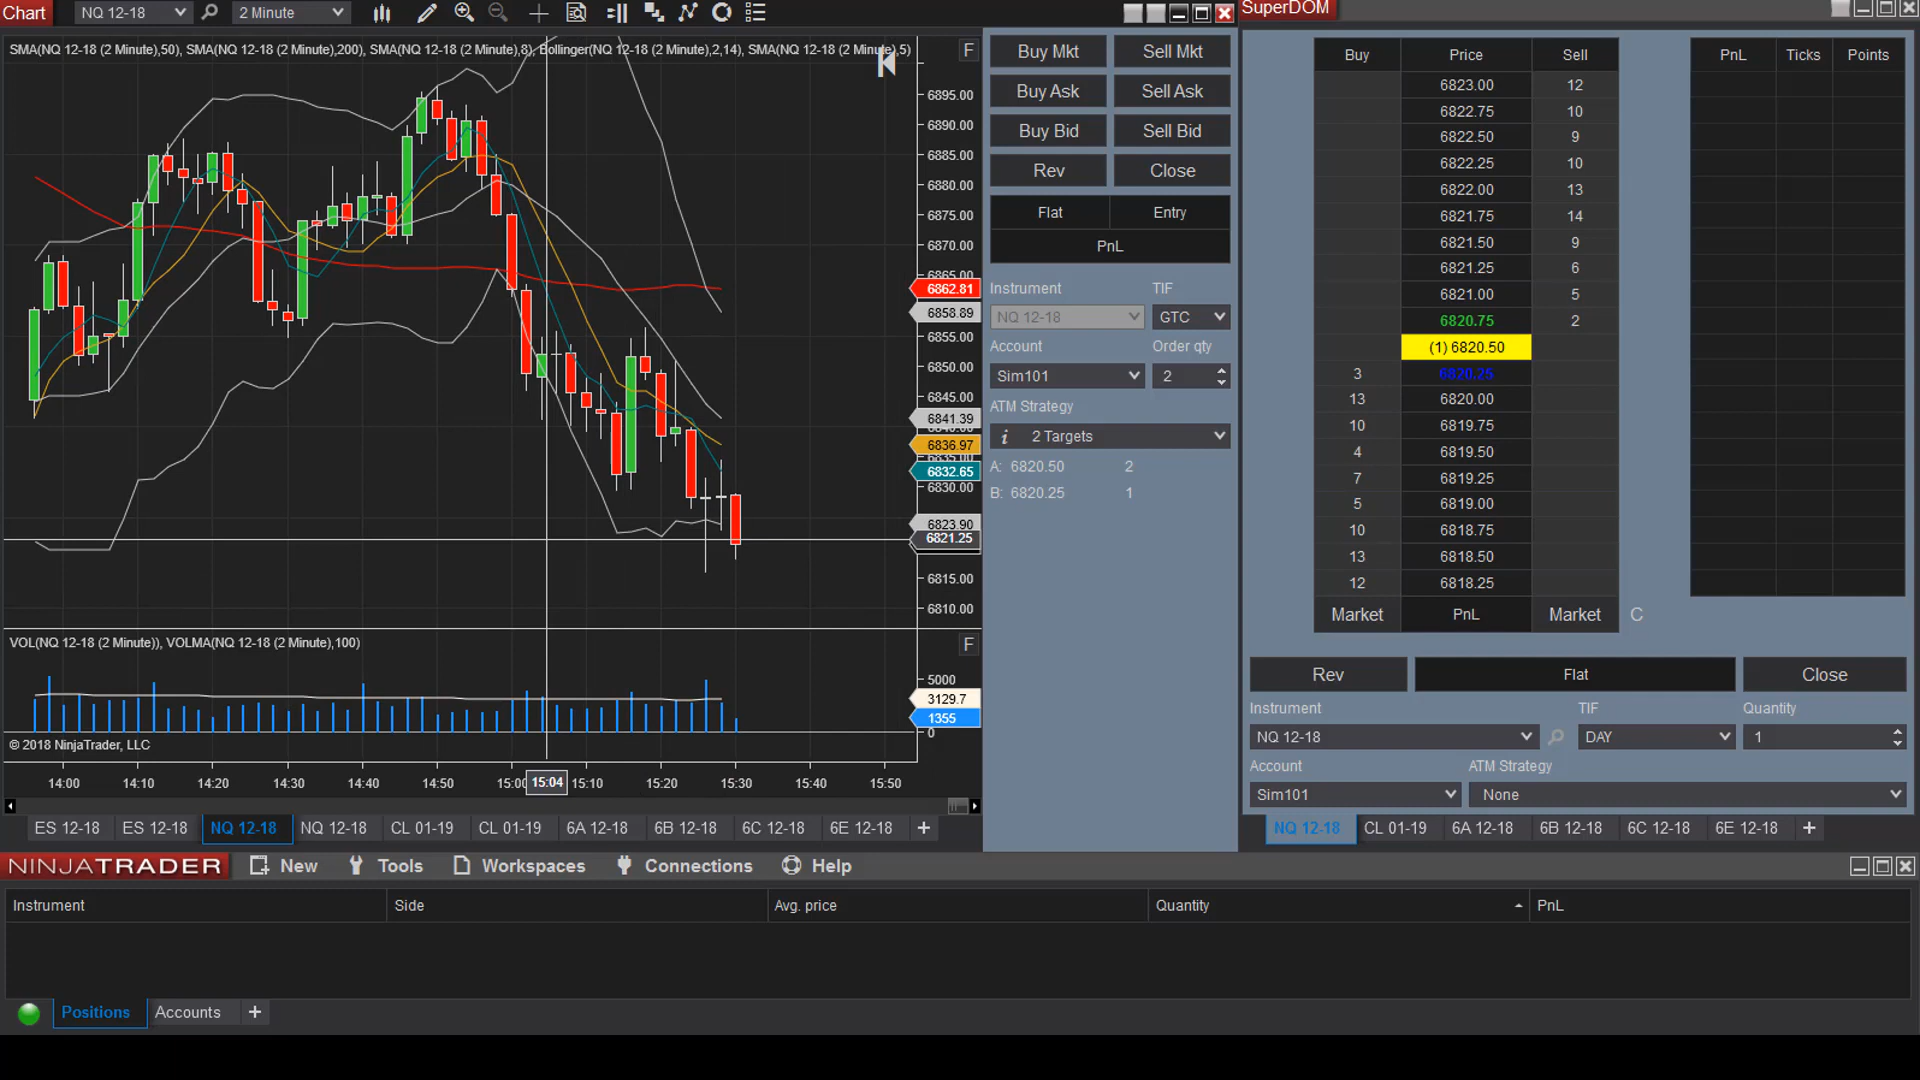 Chart NQ 12-18 2 Minute
SMA(NQ 12-18 (2 Minute),50), SMA(NQ 12-18 (2 Minute),200), SMA(NQ 12-18 (2 Minute),8), Bollinger(NQ 12-18 (2 Minute),2,14), SMA(NQ 12-18 (2 Minute),5)
F
6895.00
6890.00
6885.00
6880.00
6875.00
6870.00
6865.00
6862.81
6858.89
6855.00
6850.00
6845.00
6841.39
6840.00
6836.97
6835.00
6832.65
6830.00
6823.90
6821.25
6815.00
6810.00
VOL(NQ 12-18 (2 Minute)), VOLMA(NQ 12-18 (2 Minute),100)
F
5000
3129.7
1355
0
© 2018 NinjaTrader, LLC
14:00 14:10 14:20 14:30 14:40 14:50 15:00 15:04 15:10 15:20 15:30 15:40 15:50
ES 12-18 ES 12-18 NQ 12-18 NQ 12-18 CL 01-19 CL 01-19 6A 12-18 6B 12-18 6C 12-18 6E 12-18 +
Buy Mkt Sell Mkt
Buy Ask Sell Ask
Buy Bid Sell Bid
Rev Close
Flat Entry
PnL
Instrument TIF
NQ 12-18 GTC
Account Order qty
Sim101 2
ATM Strategy
i 2 Targets
A: 6820.50 2
B: 6820.25 1
SuperDOM
Buy Price Sell PnL Ticks Points
6823.00 12
6822.75 10
6822.50 9
6822.25 10
6822.00 13
6821.75 14
6821.50 9
6821.25 6
6821.00 5
6820.75 2
(1) 6820.50
3 6820.25
13 6820.00
10 6819.75
4 6819.50
7 6819.25
5 6819.00
10 6818.75
13 6818.50
12 6818.25
Market PnL Market C
Rev Flat Close
Instrument TIF Quantity
NQ 12-18 DAY 1
Account ATM Strategy
Sim101 None
NQ 12-18 CL 01-19 6A 12-18 6B 12-18 6C 12-18 6E 12-18 +
NINJATRADER New Tools Workspaces Connections Help
Instrument Side Avg. price Quantity PnL
Positions Accounts +